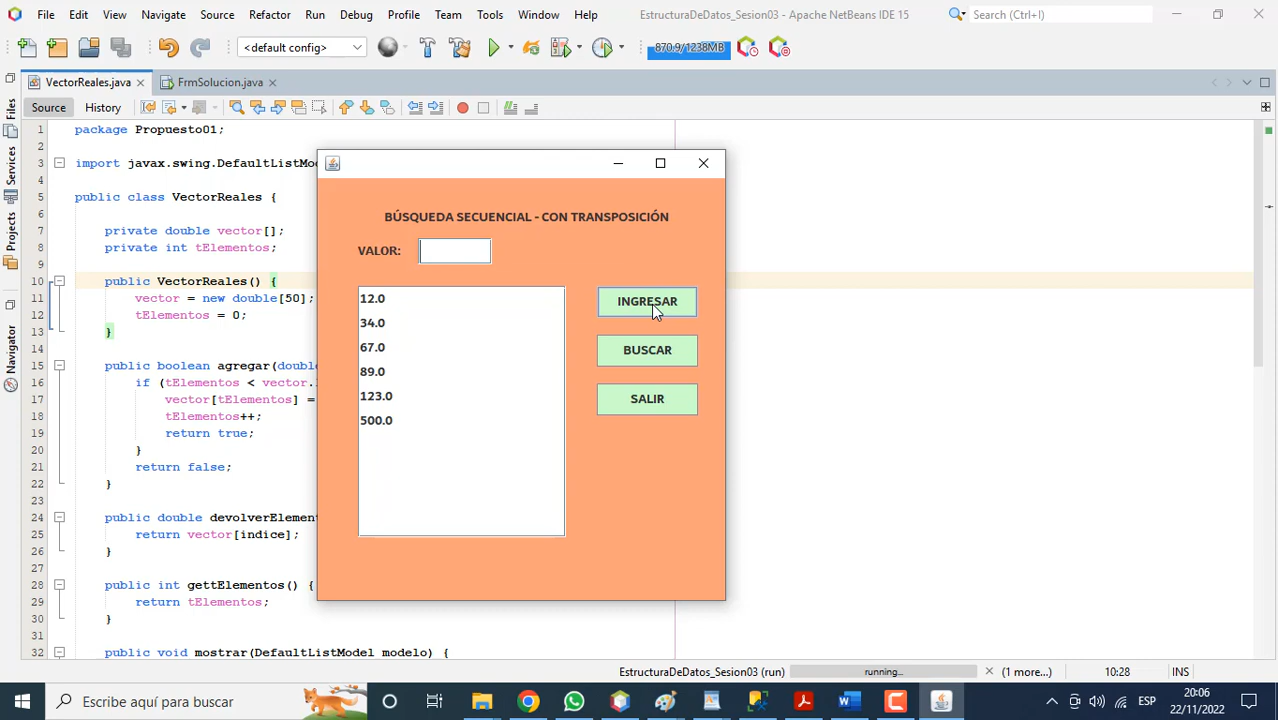 File Edit View Navigate Source Refactor Run Debug Profile Team Tools Window Help
EstructuraDeDatos_Sesion03 - Apache NetBeans IDE 15
Search (Ctrl+I)
<default config>
870.9/1238MB
VectorReales.java
FrmSolucion.java
Source
History
Files
Services
Projects
Navigator
1 package Propuesto01;
2
3 import javax.swing.DefaultListMo
4
5 public class VectorReales {
6
7 private double vector[];
8 private int tElementos;
9
10 public VectorReales() {
11 vector = new double[50];
12 tElementos = 0;
13 }
14
15 public boolean agregar(doubl
16 if (tElementos < vector.
17 vector[tElementos] =
18 tElementos++;
19 return true;
20 }
21 return false;
22 }
23
24 public double devolverElemen
25 return vector[indice];
26 }
27
28 public int gettElementos() {
29 return tElementos;
30 }
31
32 public void mostrar(DefaultListModel modelo) {
BÚSQUEDA SECUENCIAL - CON TRANSPOSICIÓN
VALOR:
12.0
34.0
67.0
89.0
123.0
500.0
INGRESAR
BUSCAR
SALIR
EstructuraDeDatos_Sesion03 (run)
running...
(1 more...)
10:28
INS
Escribe aquí para buscar
ESP
20:06
22/11/2022